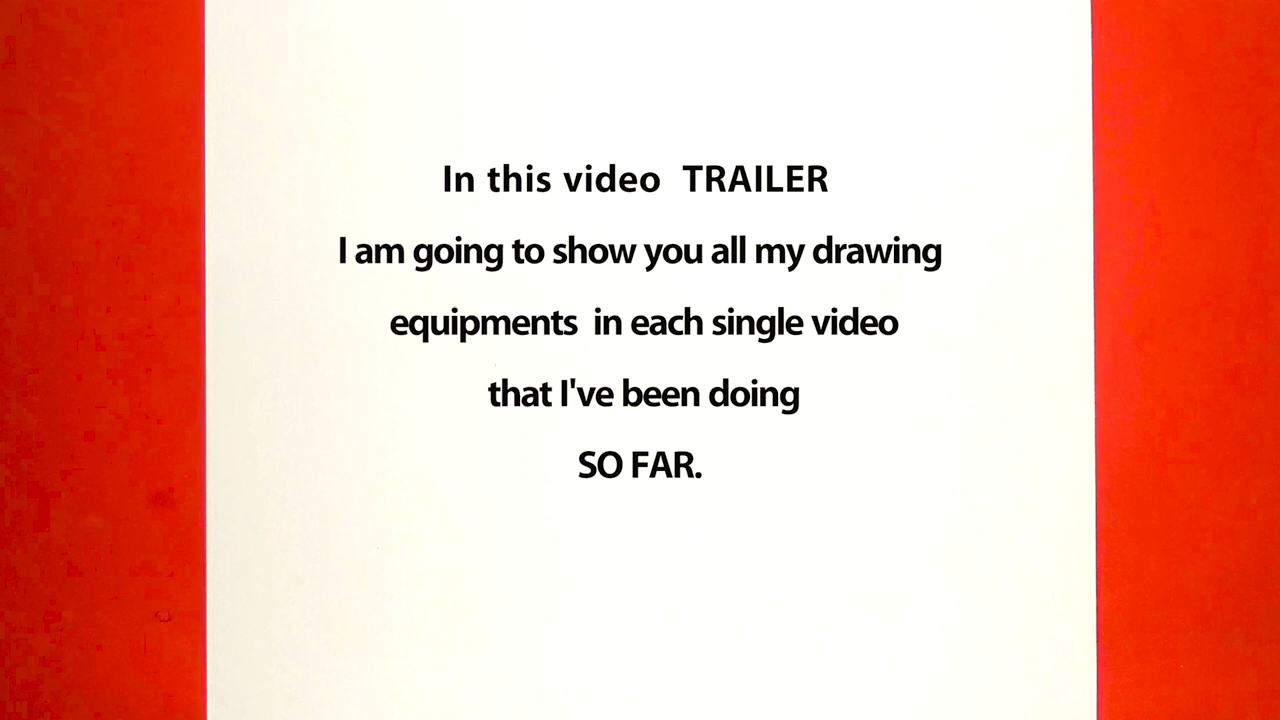 In this video  TRAILER
I am going to show you all my drawing
equipments  in each single video
that I've been doing
SO FAR.